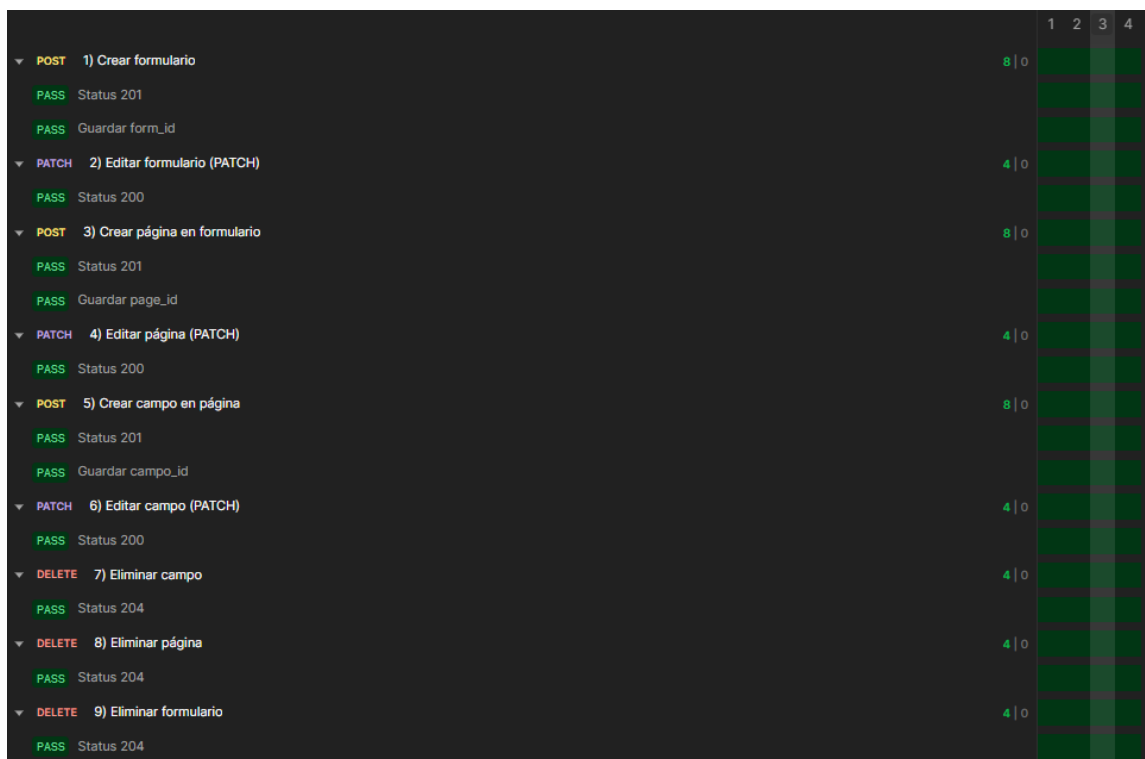 1 2 3 4
POST 1) Crear formulario 8 | 0
PASS Status 201
PASS Guardar form_id
PATCH 2) Editar formulario (PATCH) 4 | 0
PASS Status 200
POST 3) Crear página en formulario 8 | 0
PASS Status 201
PASS Guardar page_id
PATCH 4) Editar página (PATCH) 4 | 0
PASS Status 200
POST 5) Crear campo en página 8 | 0
PASS Status 201
PASS Guardar campo_id
PATCH 6) Editar campo (PATCH) 4 | 0
PASS Status 200
DELETE 7) Eliminar campo 4 | 0
PASS Status 204
DELETE 8) Eliminar página 4 | 0
PASS Status 204
DELETE 9) Eliminar formulario 4 | 0
PASS Status 204